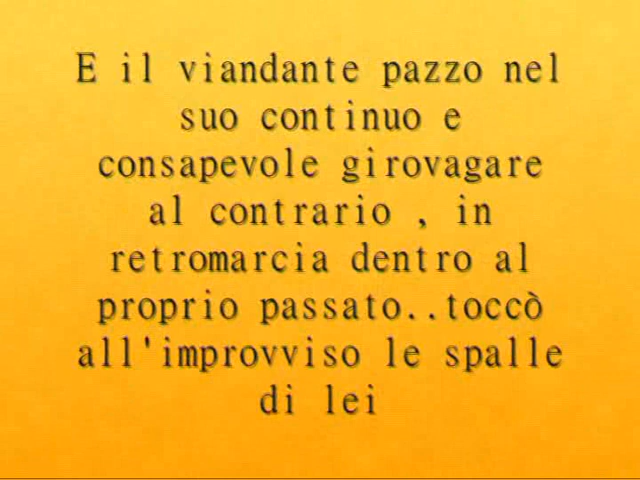 E il viandante pazzo nel
suo continuo e
consapevole girovagare
al contrario , in
retromarcia dentro al
proprio passato..toccò
all'improvviso le spalle
di lei